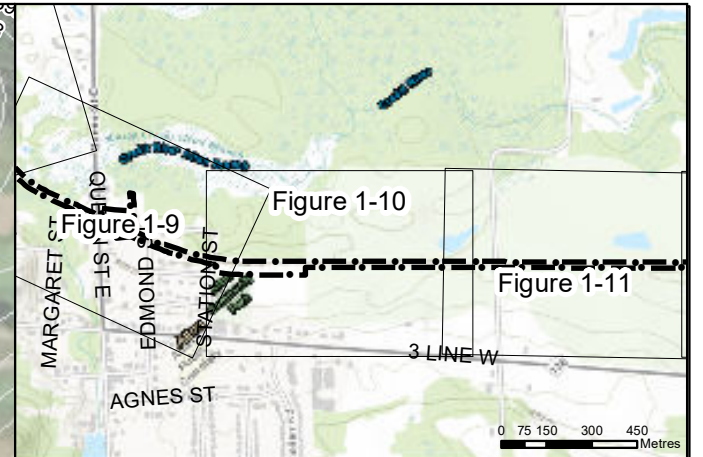 Figure 1-10
QUEEN ST E
Figure 1-9
MARGARET ST
EDMOND S
STATION ST
Figure 1-11
3 LINE W
AGNES ST
0 75 150 300 450
Metres